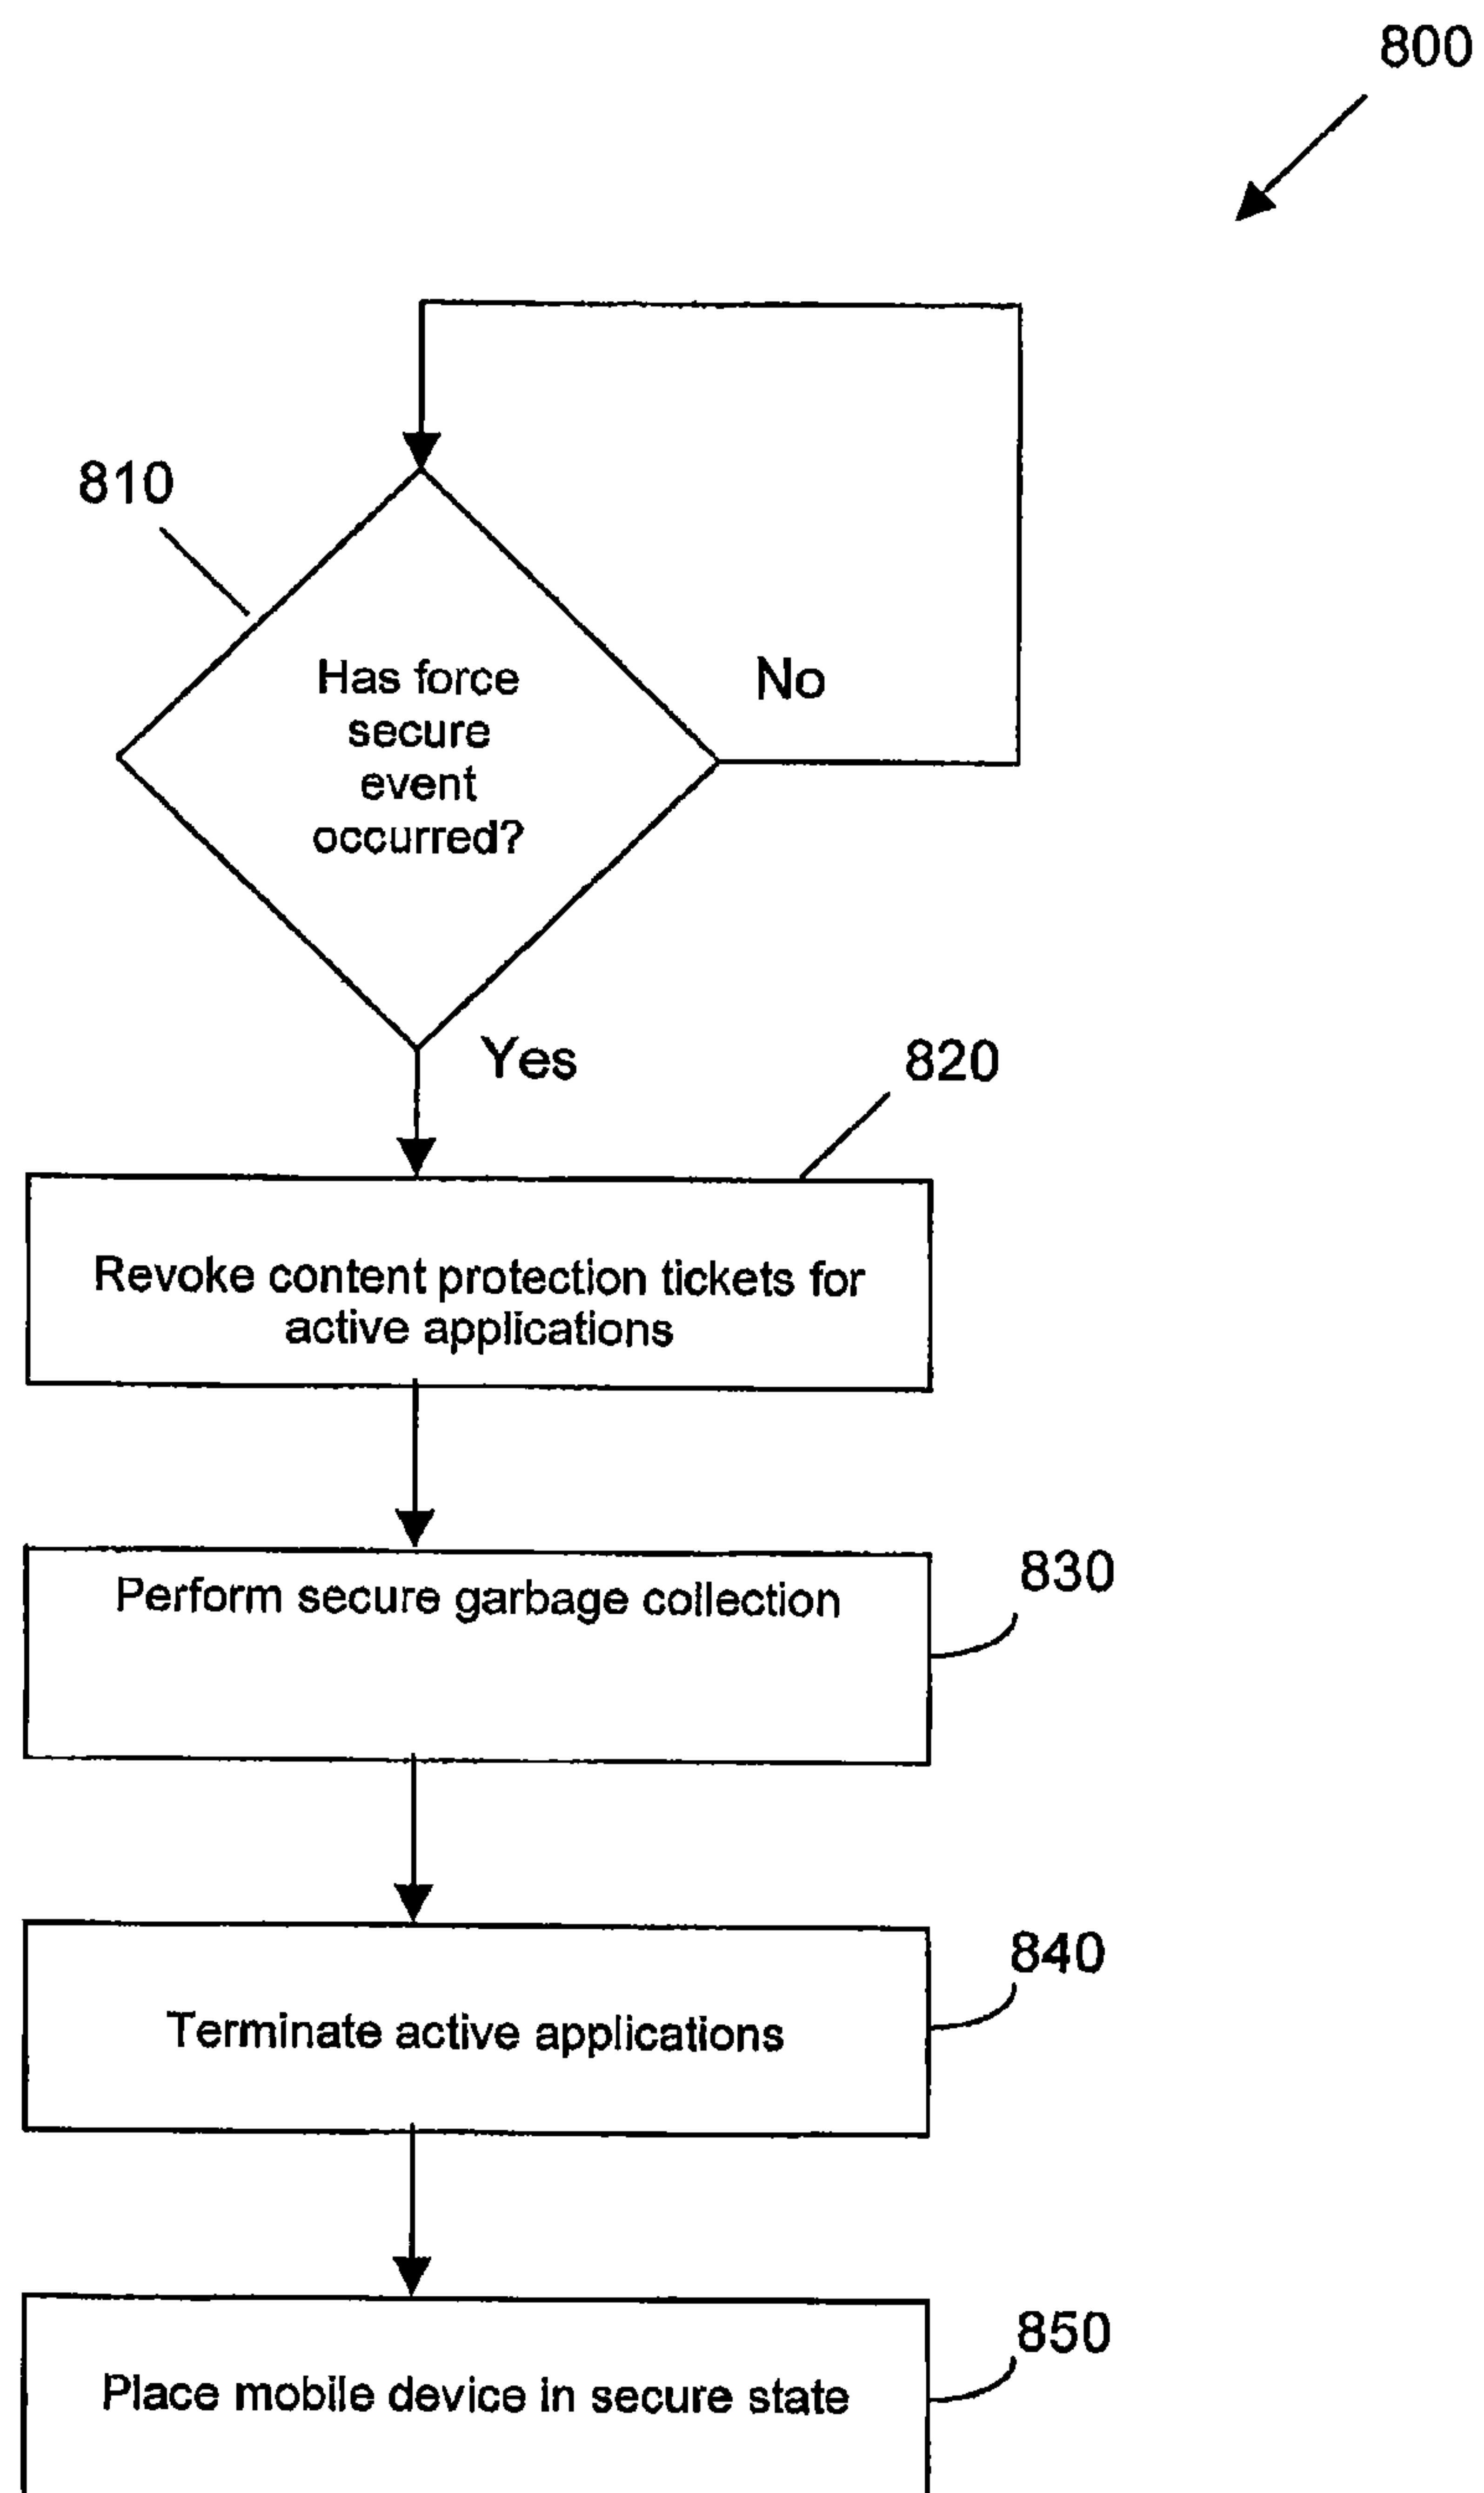 800
810
Has force
secure
event
occurred?
No
Yes
820
Revoke content protection tickets for
active applications
830
Perform secure garbage collection
840
Terminate active applications
850
Place mobile device in secure state